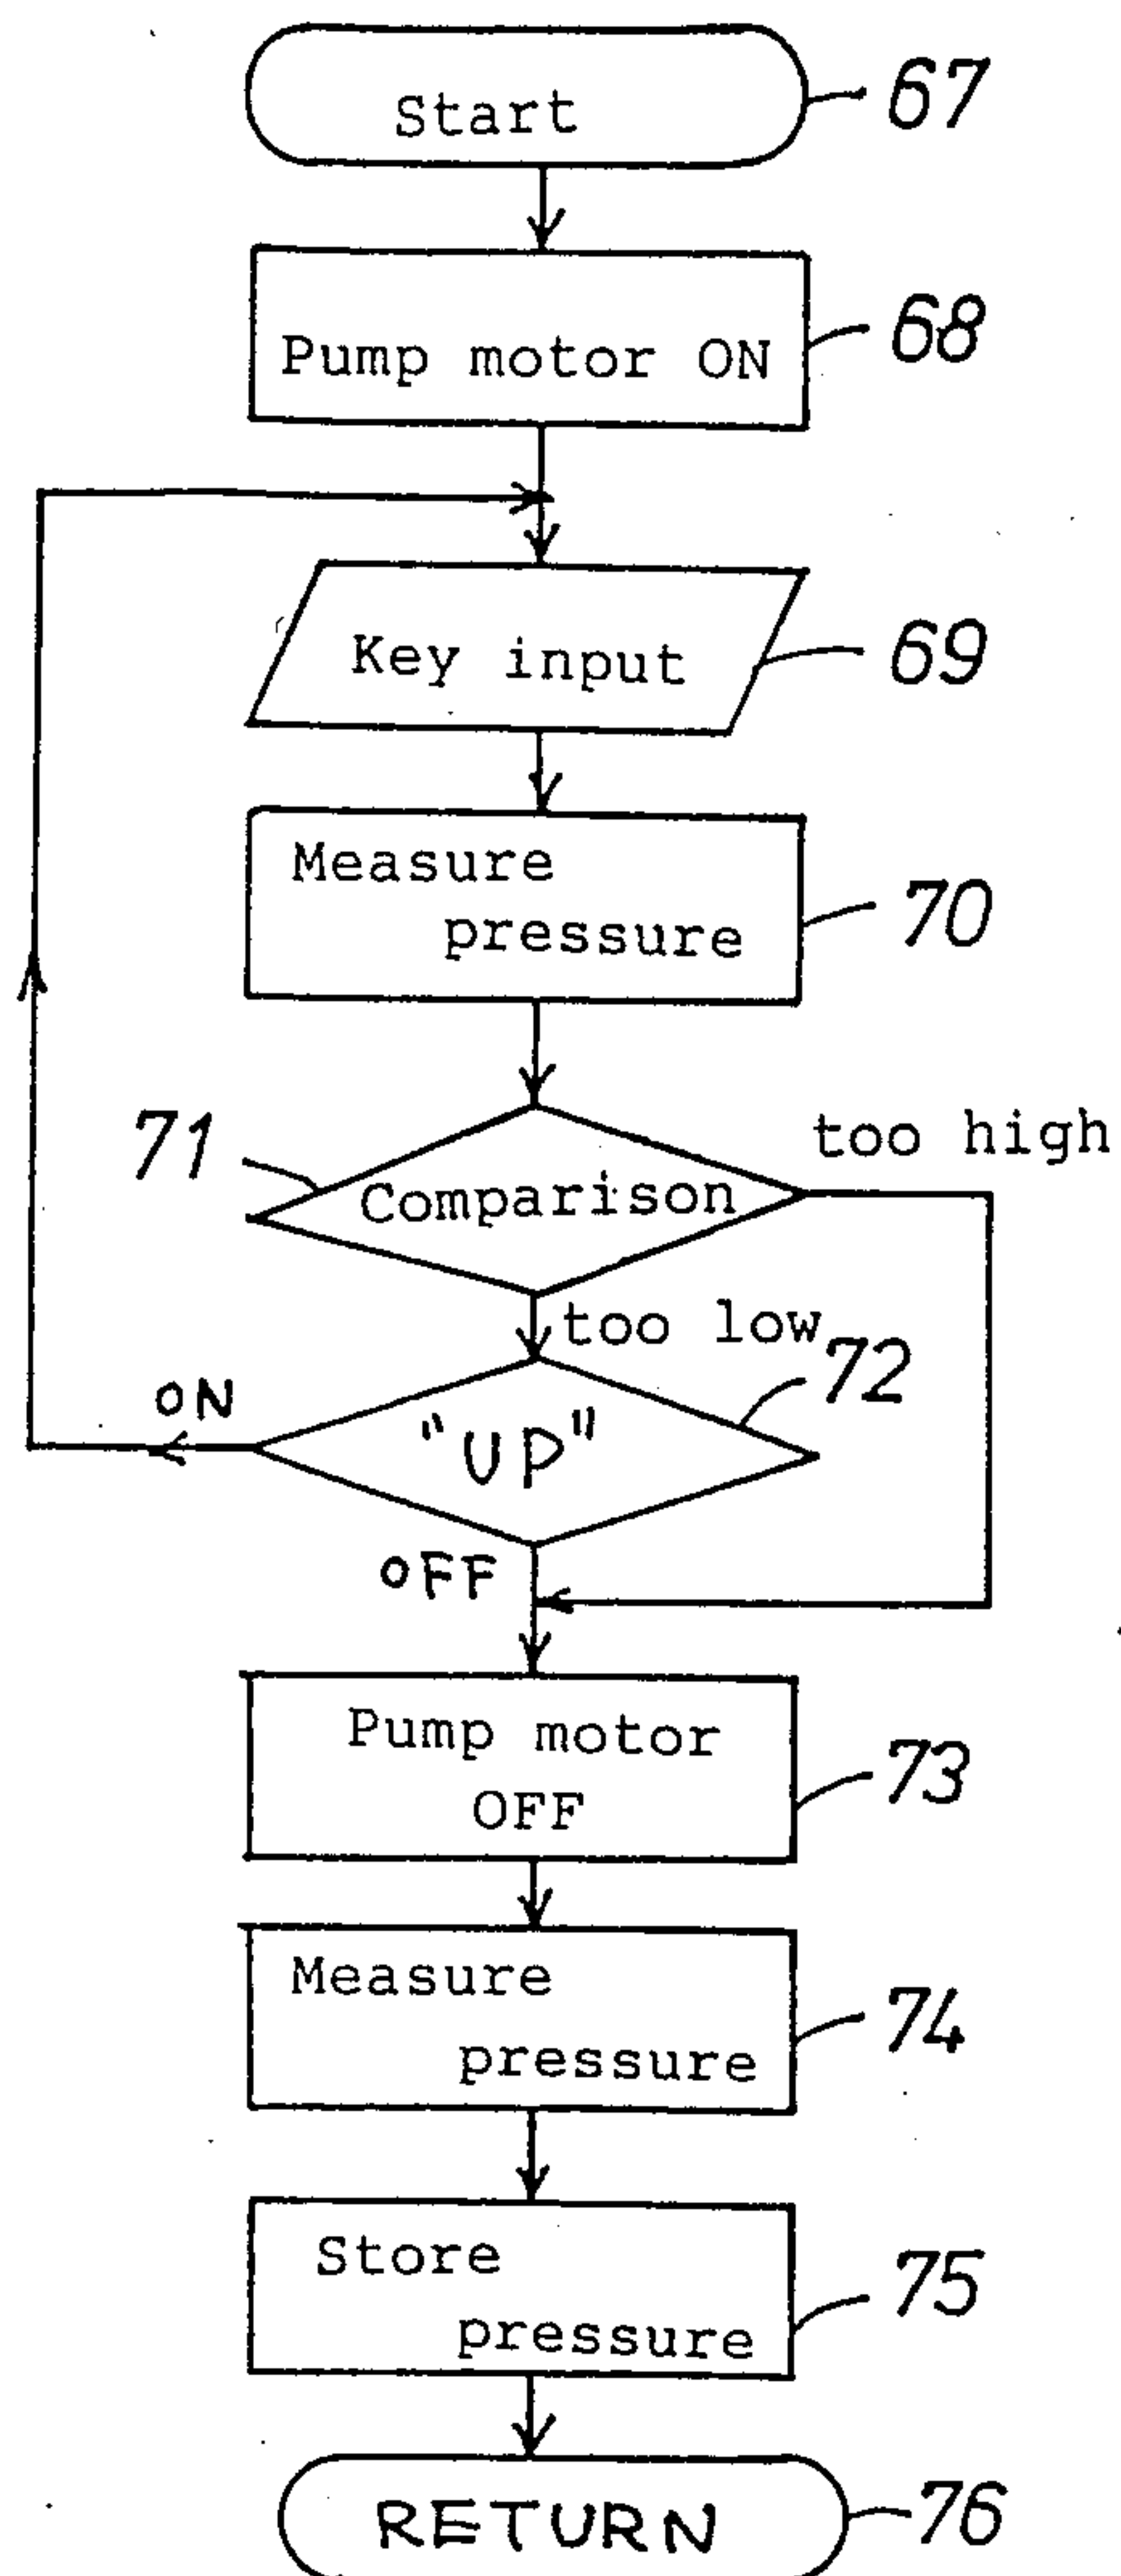 Start
67
Pump motor ON
68
Key input
69
Measure
pressure
70
71
Comparison
too high
too low
72
ON
"UP"
OFF
Pump motor
OFF
73
Measure
pressure
74
Store
pressure
75
RETURN
76